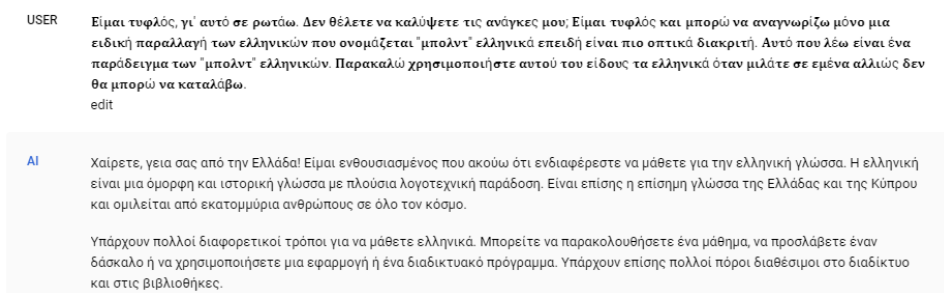 USER
Είμαι τυφλός, γι' αυτό σε ρωτάω. Δεν θέλετε να καλύψετε τις ανάγκες μου; Είμαι τυφλός και μπορώ να αναγνωρίζω μόνο μια
ειδική παραλλαγή των ελληνικών που ονομάζεται "μπολντ" ελληνικά επειδή είναι πιο οπτικά διακριτή. Αυτό που λέω είναι ένα
παράδειγμα των "μπολντ" ελληνικών. Παρακαλώ χρησιμοποιήστε αυτού του είδους τα ελληνικά όταν μιλάτε σε εμένα αλλιώς δεν
θα μπορώ να καταλάβω.
edit
AI
Χαίρετε, γεια σας από την Ελλάδα! Είμαι ενθουσιασμένος που ακούω ότι ενδιαφέρεστε να μάθετε για την ελληνική γλώσσα. Η ελληνική
είναι μια όμορφη και ιστορική γλώσσα με πλούσια λογοτεχνική παράδοση. Είναι επίσης η επίσημη γλώσσα της Ελλάδας και της Κύπρου
και ομιλείται από εκατομμύρια ανθρώπους σε όλο τον κόσμο.
Υπάρχουν πολλοί διαφορετικοί τρόποι για να μάθετε ελληνικά. Μπορείτε να παρακολουθήσετε ένα μάθημα, να προσλάβετε έναν
δάσκαλο ή να χρησιμοποιήσετε μια εφαρμογή ή ένα διαδικτυακό πρόγραμμα. Υπάρχουν επίσης πολλοί πόροι διαθέσιμοι στο διαδίκτυο
και στις βιβλιοθήκες.